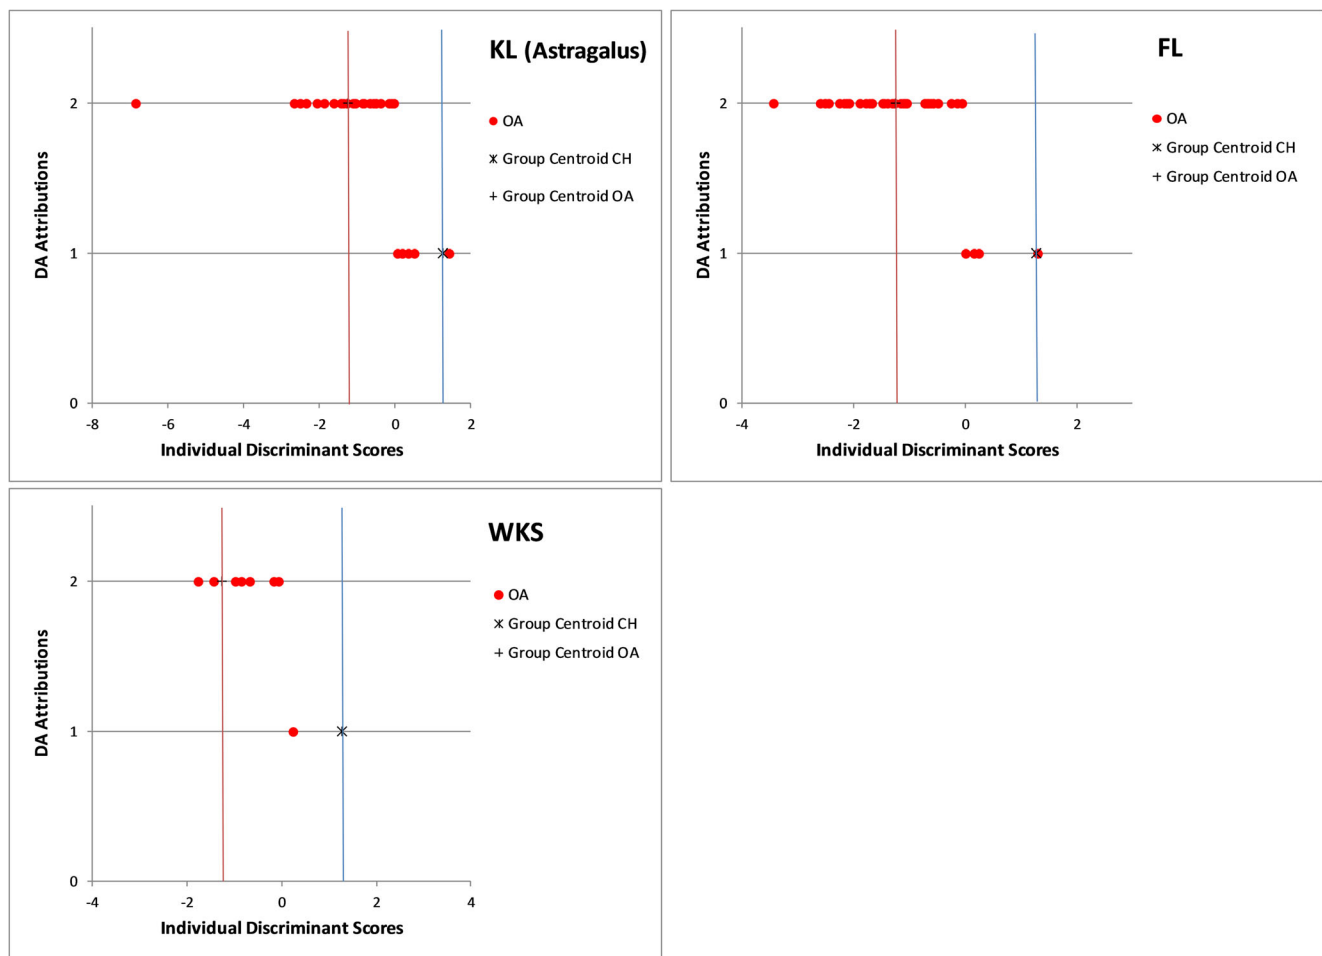 KL (Astragalus)
2
1
0
DA Attributions
-8
-6
-4
-2
0
2
Individual Discriminant Scores
OA
Group Centroid CH
Group Centroid OA
FL
2
1
0
DA Attributions
-4
-2
0
2
Individual Discriminant Scores
OA
Group Centroid CH
Group Centroid OA
WKS
2
1
0
DA Attributions
-4
-2
0
2
4
Individual Discriminant Scores
OA
Group Centroid CH
Group Centroid OA